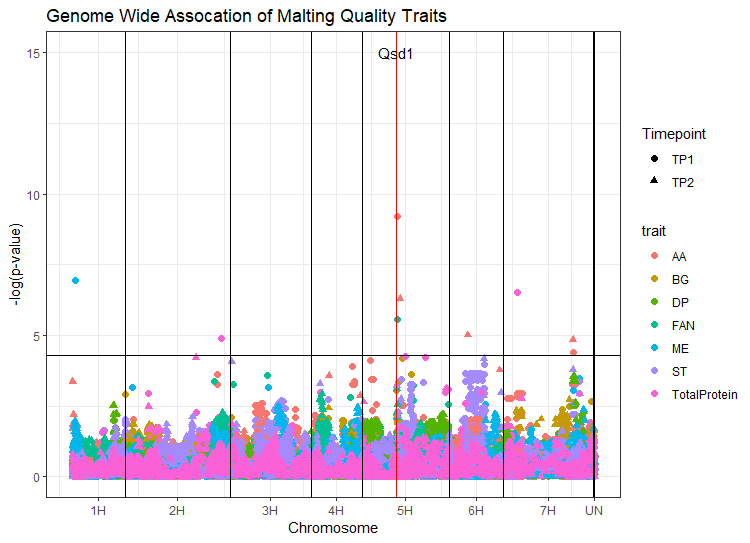 Genome Wide Assocation of Malting Quality Traits
Qsd1
15
10
5
0
-log(p-value)
1H 2H 3H 4H 5H 6H 7H UN
Chromosome
Timepoint
TP1
TP2
trait
AA
BG
DP
FAN
ME
ST
TotalProtein